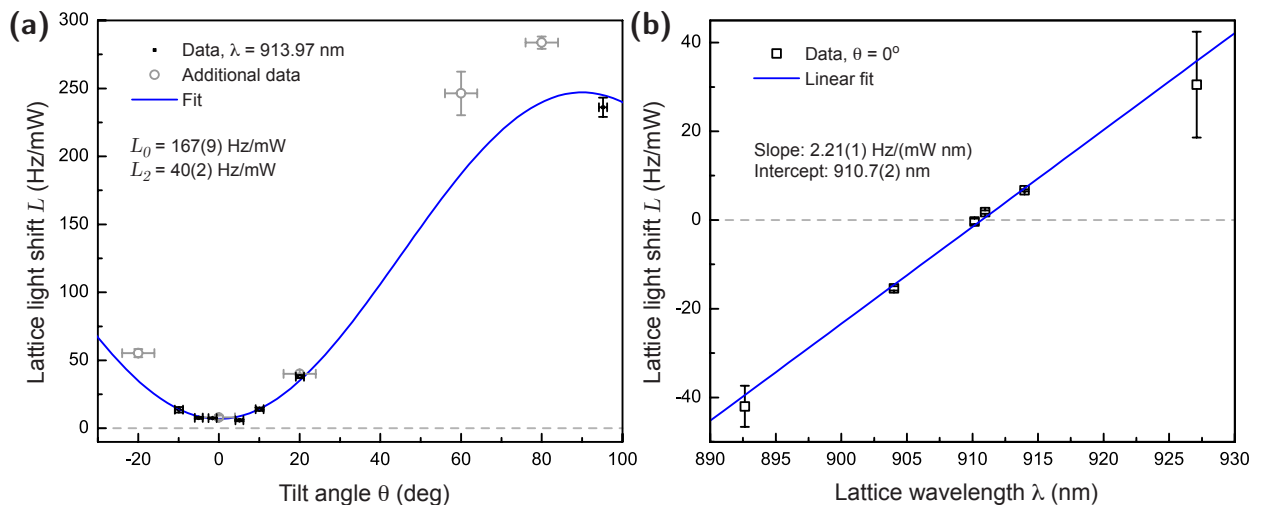 (a)
300
250
200
150
100
50
0
Lattice light shift L (Hz/mW)
Data, λ = 913.97 nm
Additional data
Fit
L₀ = 167(9) Hz/mW
L₂ = 40(2) Hz/mW
-20 0 20 40 60 80 100
Tilt angle θ (deg)
(b)
40
20
0
-20
-40
Lattice light shift L (Hz/mW)
Data, θ = 0º
Linear fit
Slope: 2.21(1) Hz/(mW nm)
Intercept: 910.7(2) nm
890 895 900 905 910 915 920 925 930
Lattice wavelength λ (nm)